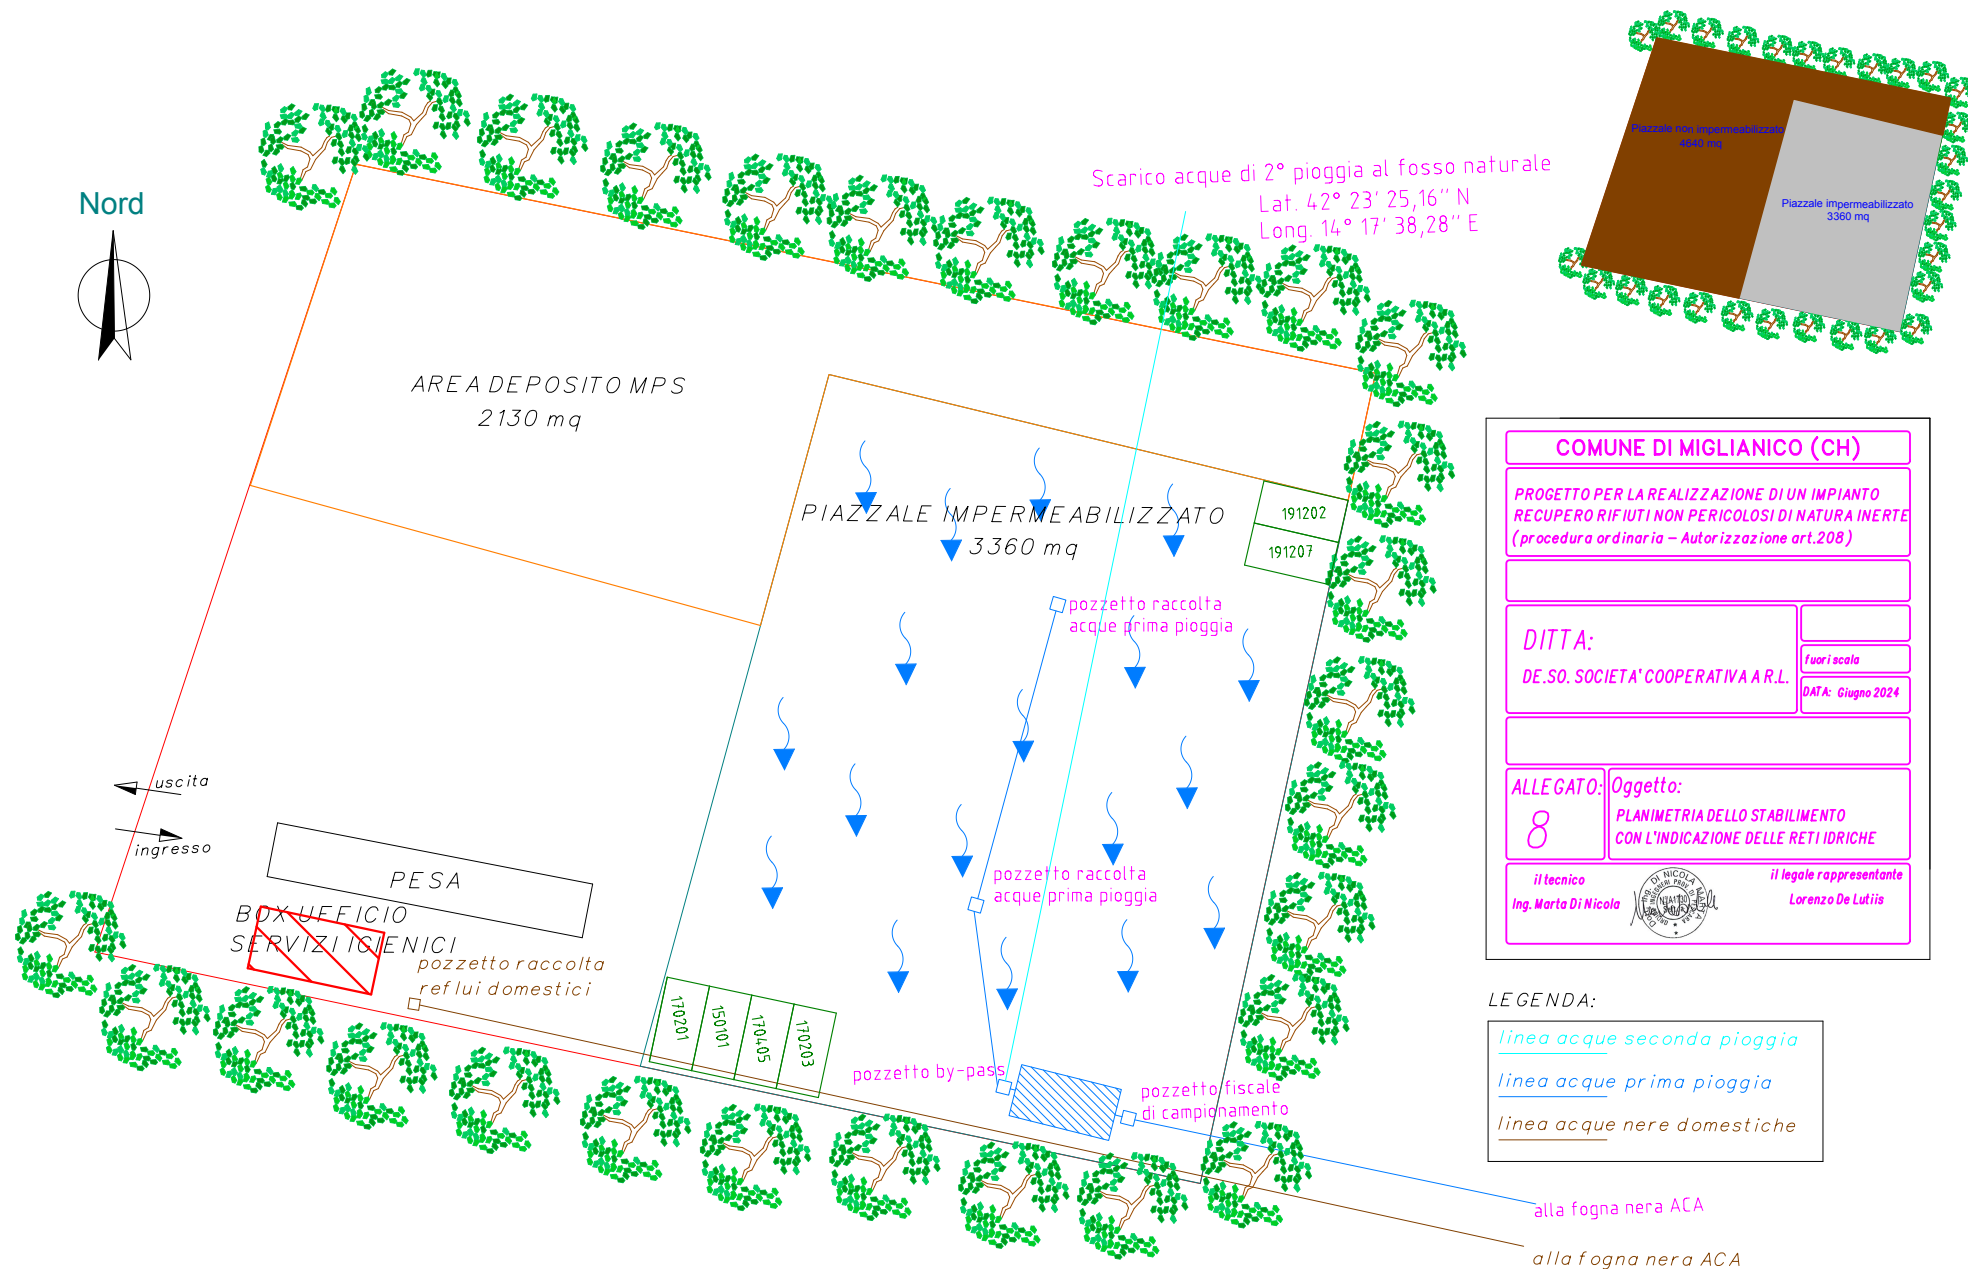 Nord
Scarico acque di 2° pioggia al fosso naturale
Lat. 42° 23' 25,16'' N
Long. 14° 17' 38,28'' E
Piazzale non impermeabilizzato
4640 mq
Piazzale impermeabilizzato
3360 mq
AREA DEPOSITO MPS
2130 mq
PIAZZALE IMPERMEABILIZZATO
3360 mq
191202
191207
pozzetto raccolta
acque prima pioggia
uscita
ingresso
PESA
BOX UFFICIO
SERVIZI IGIENICI
pozzetto raccolta
reflui domestici
pozzetto raccolta
acque prima pioggia
170201
150101
170405
170203
pozzetto by-pass
pozzetto fiscale
di campionamento
alla fogna nera ACA
alla fogna nera ACA
COMUNE DI MIGLIANICO (CH)
PROGETTO PER LA REALIZZAZIONE DI UN IMPIANTO
RECUPERO RIFIUTI NON PERICOLOSI DI NATURA INERTE
(procedura ordinaria – Autorizzazione art.208)
DITTA:
DE.SO. SOCIETA' COOPERATIVA A R.L.
fuori scala
DATA: Giugno 2024
ALLEGATO:
8
Oggetto:
PLANIMETRIA DELLO STABILIMENTO
CON L'INDICAZIONE DELLE RETI IDRICHE
il tecnico
Ing. Marta Di Nicola
il legale rappresentante
Lorenzo De Lutiis
LEGENDA:
linea acque seconda pioggia
linea acque prima pioggia
linea acque nere domestiche